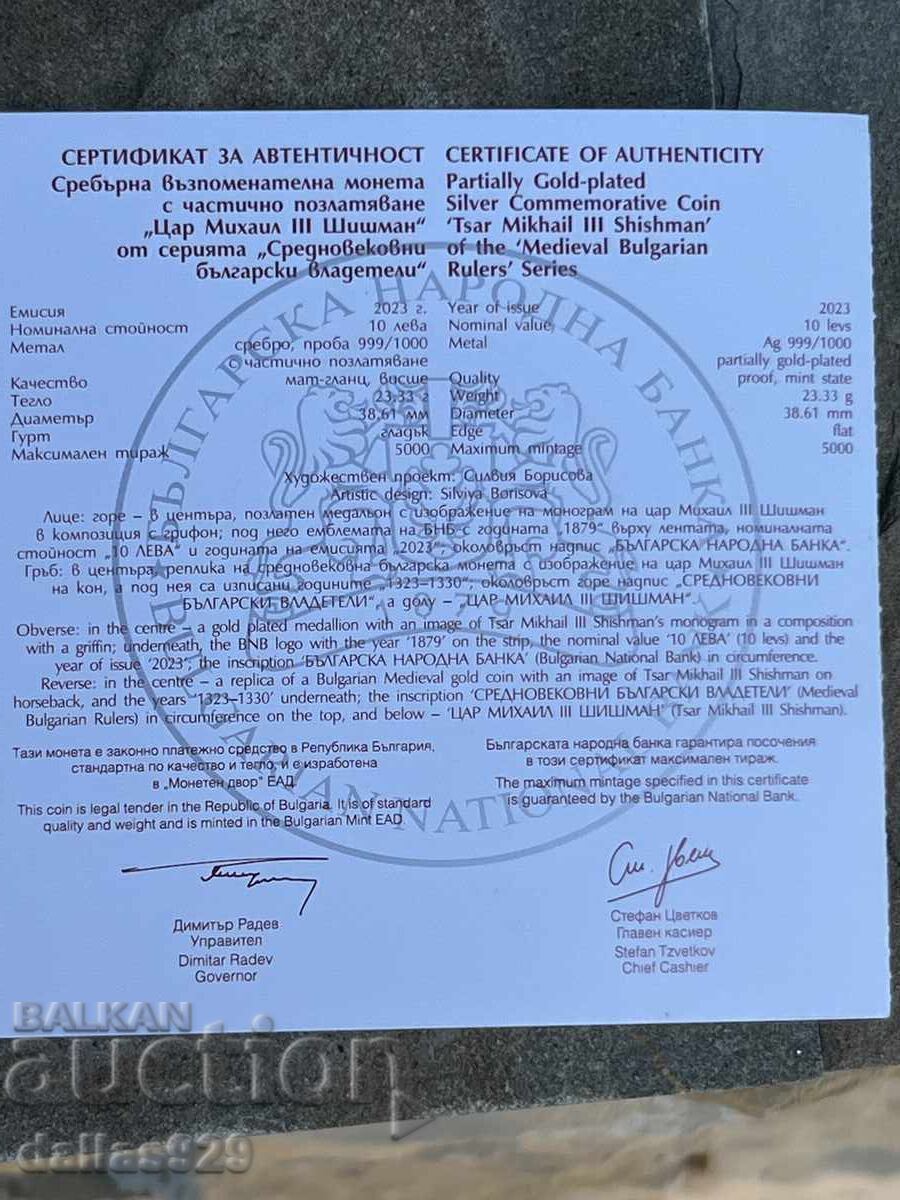 СЕРТИФИКАТ ЗА АВТЕНТИЧНОСТ
Сребърна възпоменателна монета
с частично позлатяване
„Цар Михаил III Шишман“
от серията „Средновековни
български владетели“
CERTIFICATE OF AUTHENTICITY
Partially Gold-plated
Silver Commemorative Coin
'Tsar Mikhail III Shishman'
of the 'Medieval Bulgarian
Rulers' Series
Емисия 2023 г.
Номинална стойност 10 лева
Метал сребро, проба 999/1000
с частично позлатяване
Качество мат-гланц, висше
Тегло 23.33 г
Диаметър 38.61 мм
Гурт гладък
Максимален тираж 5000
Year of issue 2023
Nominal value 10 levs
Metal Ag 999/1000
partially gold-plated
Quality proof, mint state
Weight 23.33 g
Diameter 38.61 mm
Edge flat
Maximum mintage 5000
Художествен проект: Силвия Борисова
Artistic design: Silviya Borisova
Лице: горе – в центъра, позлатен медальон с изображение на монограм на цар Михаил III Шишман
в композиция с грифон; под него емблемата на БНБ с годината "1879" върху лентата, номиналната
стойност „10 ЛЕВА“ и годината на емисията „2023“; околовръст надпис „БЪЛГАРСКА НАРОДНА БАНКА“.
Гръб: в центъра, реплика на средновековна българска монета с изображение на цар Михаил III Шишман
на кон, а под нея са изписани годините „1323–1330“; околовръст горе надпис „СРЕДНОВЕКОВНИ
БЪЛГАРСКИ ВЛАДЕТЕЛИ“, а долу – „ЦАР МИХАИЛ III ШИШМАН“.
Obverse: in the centre – a gold plated medallion with an image of Tsar Mikhail III Shishman's monogram in a composition
with a griffin; underneath, the BNB logo with the year '1879' on the strip, the nominal value '10 ЛЕВА' (10 levs) and the
year of issue '2023'; the inscription 'БЪЛГАРСКА НАРОДНА БАНКА' (Bulgarian National Bank) in circumference.
Reverse: in the centre – a replica of a Bulgarian Medieval gold coin with an image of Tsar Mikhail III Shishman on
horseback, and the years '1323–1330' underneath; the inscription 'СРЕДНОВЕКОВНИ БЪЛГАРСКИ ВЛАДЕТЕЛИ' (Medieval
Bulgarian Rulers) in circumference on the top, and below – 'ЦАР МИХАИЛ III ШИШМАН' (Tsar Mikhail III Shishman).
Тази монета е законно платежно средство в Република България,
стандартна по качество и тегло, и е изработена
в „Монетен двор“ ЕАД.
This coin is legal tender in the Republic of Bulgaria. It is of standard
quality and weight and is minted in the Bulgarian Mint EAD.
Българската народна банка гарантира посочения
в този сертификат максимален тираж.
The maximum mintage specified in this certificate
is guaranteed by the Bulgarian National Bank.
Димитър Радев
Управител
Dimitar Radev
Governor
Стефан Цветков
Главен касиер
Stefan Tzvetkov
Chief Cashier
БЪЛГАРСКА НАРОДНА БАНКА
BULGARIAN NATIONAL BANK
1879
BALKAN
auction
dallas929